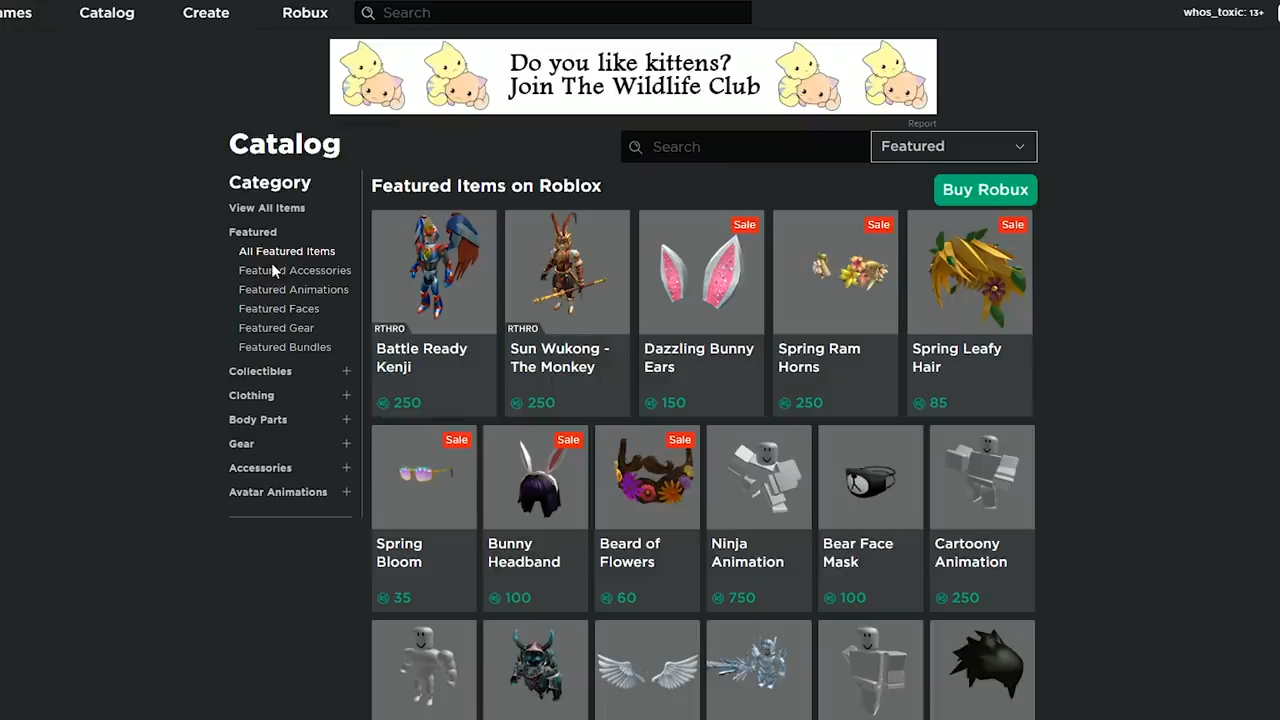 ames
Catalog
Create
Robux
Search
whos_toxic: 13+
Do you like kittens?
Join The Wildlife Club
Report
Catalog
Search
Featured
Category
View All Items
Featured
All Featured Items
Featured Accessories
Featured Animations
Featured Faces
Featured Gear
Featured Bundles
Collectibles +
Clothing +
Body Parts +
Gear +
Accessories +
Avatar Animations +
Featured Items on Roblox
Buy Robux
RTHRO
Battle Ready
Kenji
250
RTHRO
Sun Wukong -
The Monkey
250
Sale
Dazzling Bunny
Ears
150
Sale
Spring Ram
Horns
250
Sale
Spring Leafy
Hair
85
Sale
Spring
Bloom
35
Sale
Bunny
Headband
100
Sale
Beard of
Flowers
60
Ninja
Animation
750
Bear Face
Mask
100
Cartoony
Animation
250